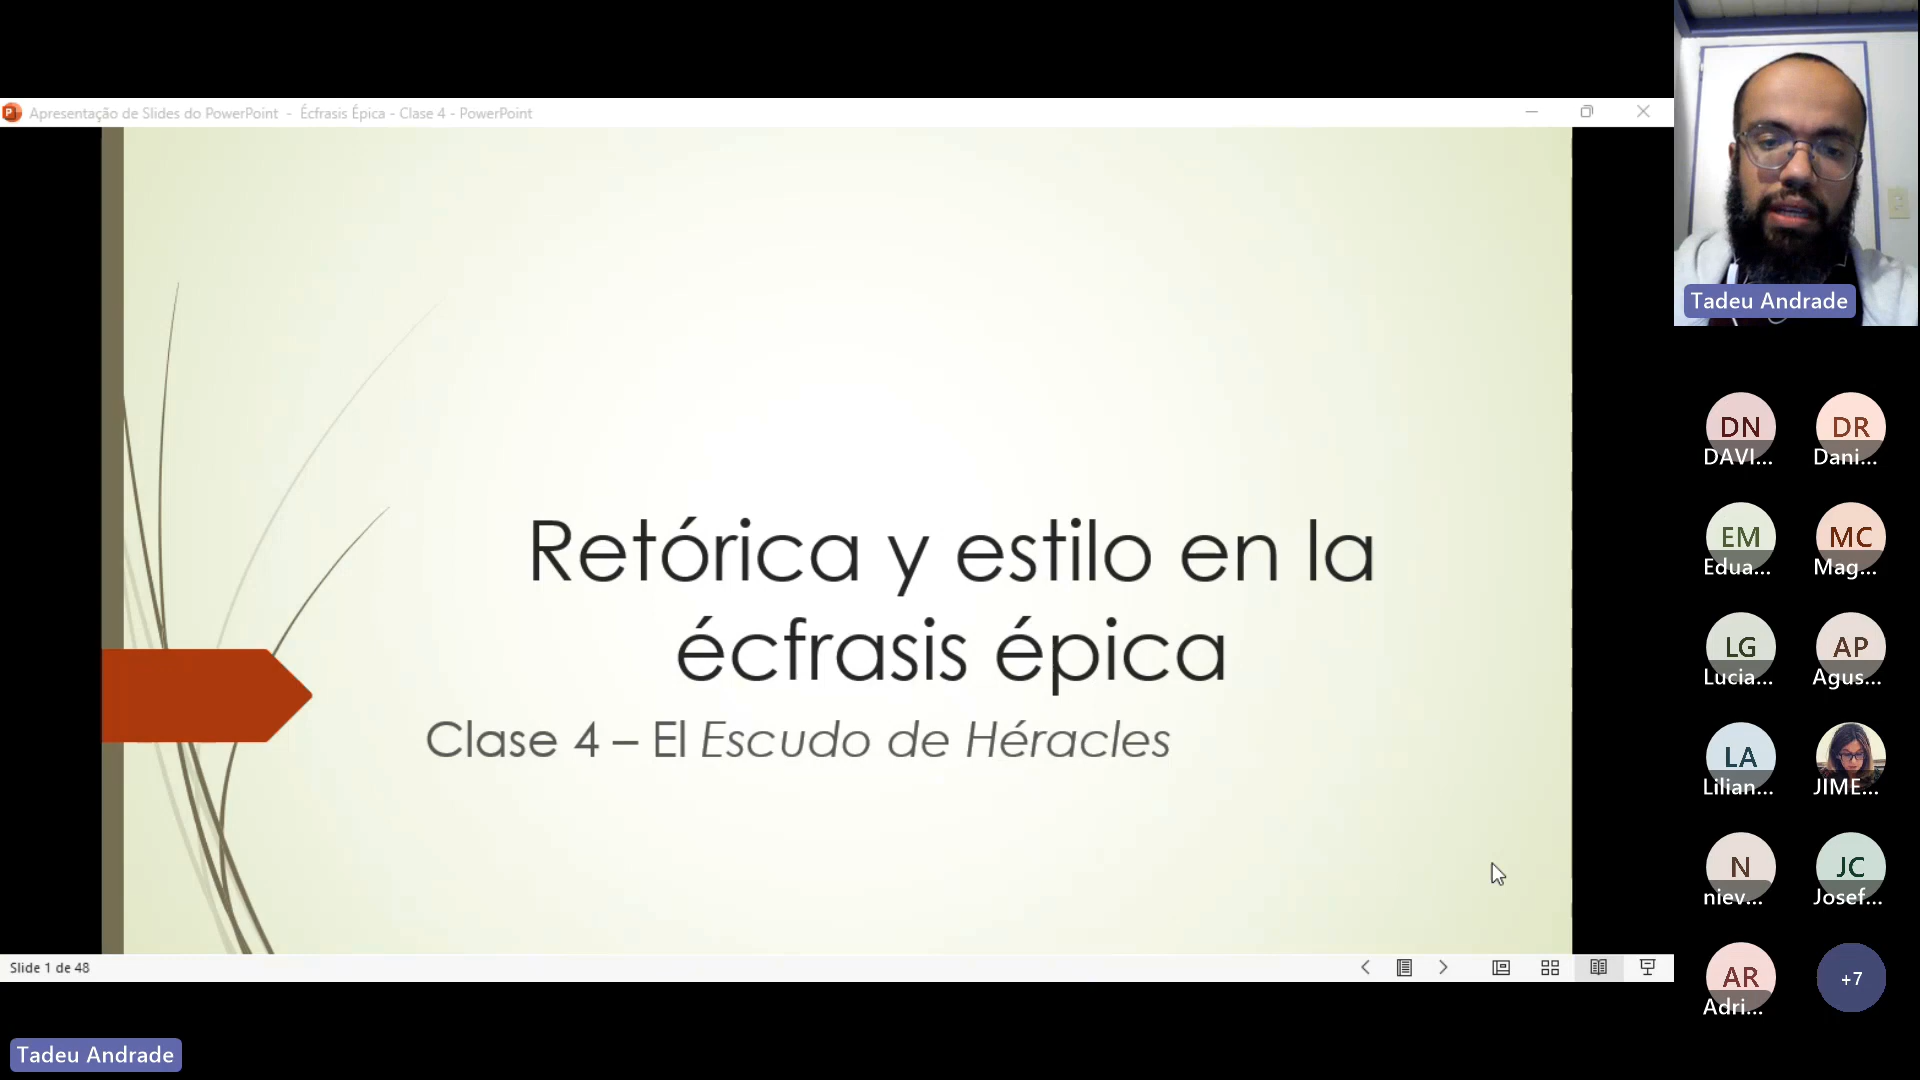 Apresentação de Slides do PowerPoint - Écfrasis Épica - Clase 4 - PowerPoint
Retórica y estilo en la
écfrasis épica
Clase 4 – El Escudo de Héracles
Slide 1 de 48
Tadeu Andrade
Tadeu Andrade
DN
DAVI...
DR
Dani...
EM
Edua...
MC
Mag...
LG
Lucia...
AP
Agus...
LA
Lilian...
JIME...
N
niev...
JC
Josef...
AR
Adri...
+7